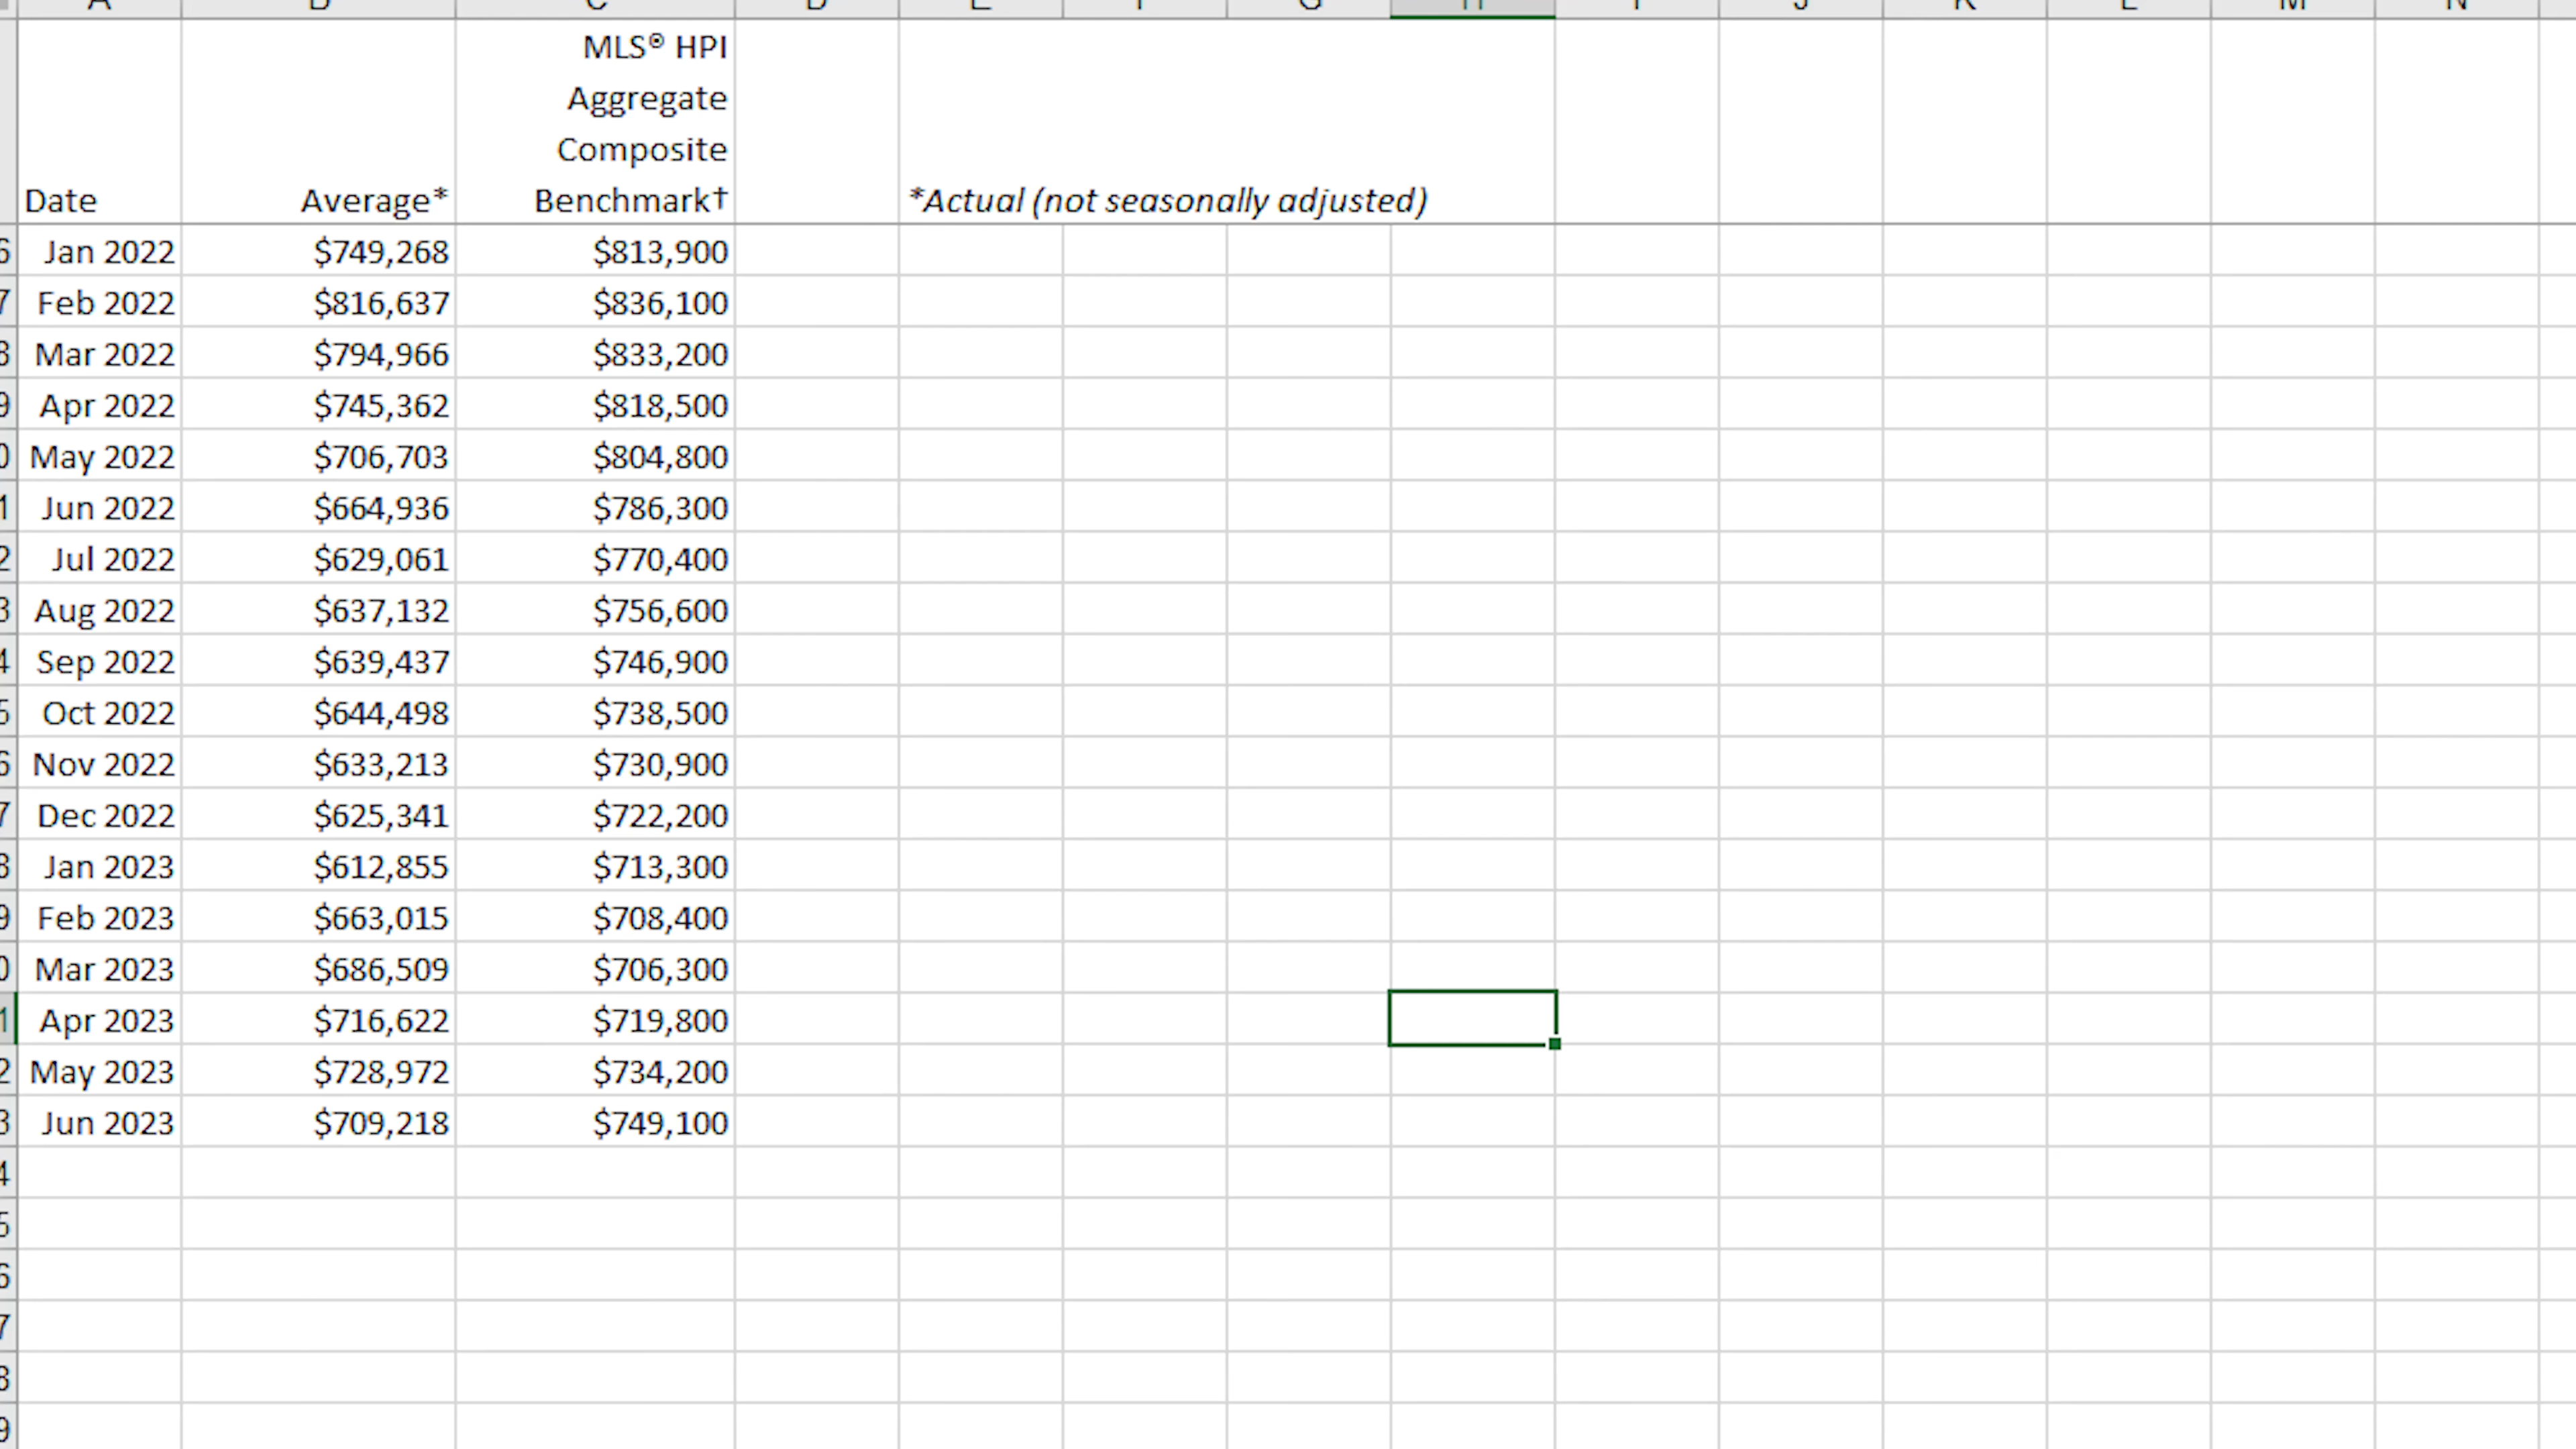 MLS® HPI
Aggregate
Composite
Date Average* Benchmark† *Actual (not seasonally adjusted)
Jan 2022 $749,268 $813,900
Feb 2022 $816,637 $836,100
Mar 2022 $794,966 $833,200
Apr 2022 $745,362 $818,500
May 2022 $706,703 $804,800
Jun 2022 $664,936 $786,300
Jul 2022 $629,061 $770,400
Aug 2022 $637,132 $756,600
Sep 2022 $639,437 $746,900
Oct 2022 $644,498 $738,500
Nov 2022 $633,213 $730,900
Dec 2022 $625,341 $722,200
Jan 2023 $612,855 $713,300
Feb 2023 $663,015 $708,400
Mar 2023 $686,509 $706,300
Apr 2023 $716,622 $719,800
May 2023 $728,972 $734,200
Jun 2023 $709,218 $749,100